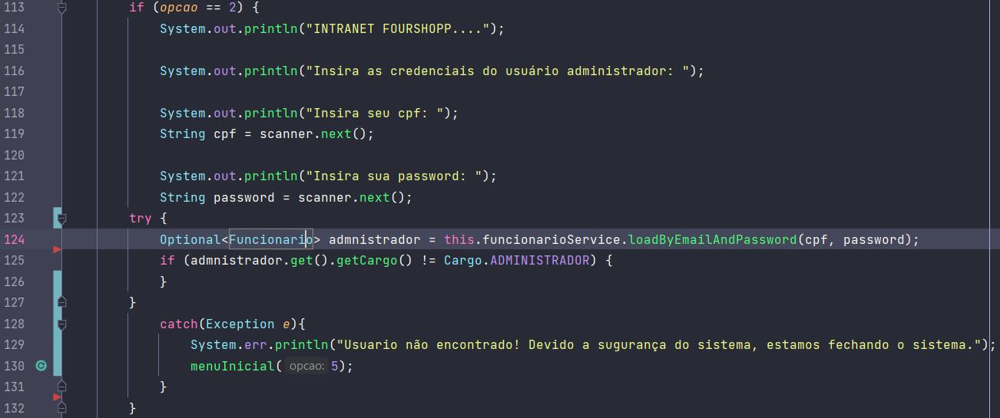 113 if (opcao == 2) {
114 System.out.println("INTRANET FOURSHOPP....");
115
116 System.out.println("Insira as credenciais do usuário administrador: ");
117
118 System.out.println("Insira seu cpf: ");
119 String cpf = scanner.next();
120
121 System.out.println("Insira sua password: ");
122 String password = scanner.next();
123 try {
124 Optional<Funcionario> admnistrador = this.funcionarioService.loadByEmailAndPassword(cpf, password);
125 if (admnistrador.get().getCargo() != Cargo.ADMINISTRADOR) {
126 }
127 }
128 catch(Exception e){
129 System.err.println("Usuario não encontrado! Devido a sugurança do sistema, estamos fechando o sistema.");
130 menuInicial( opcao: 5);
131 }
132 }